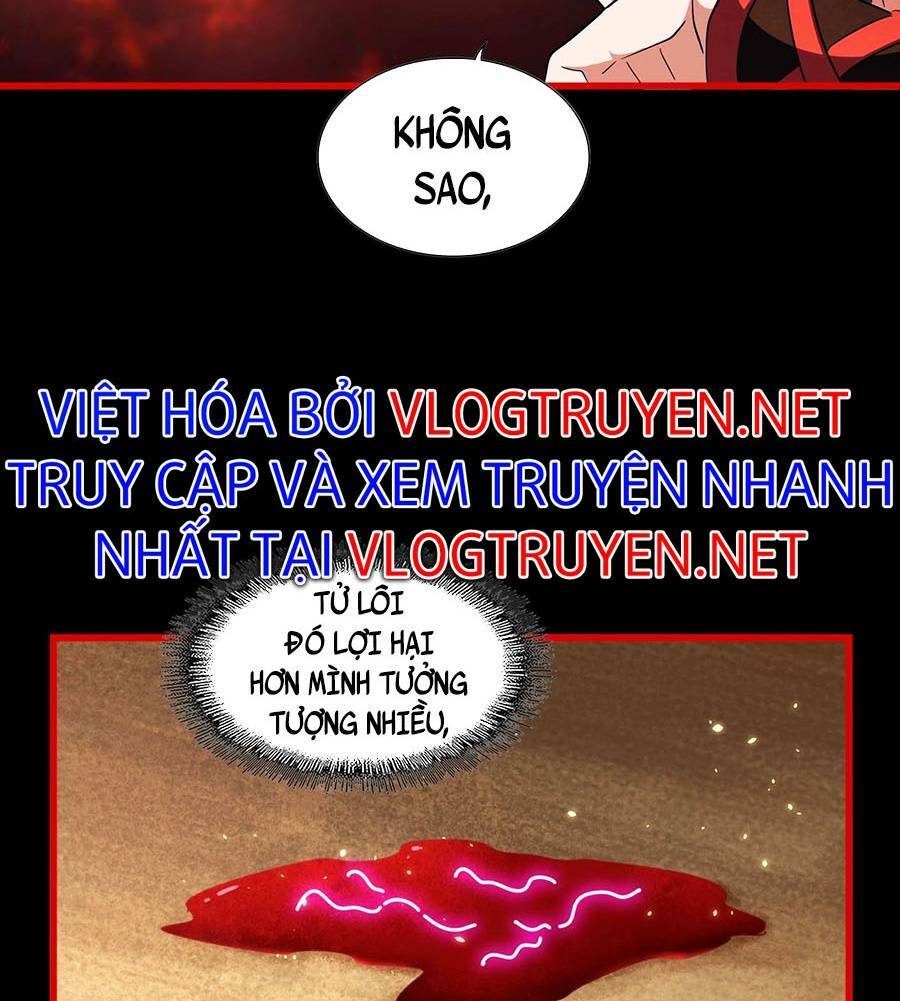 KHÔNG
SAO,
VIỆT HÓA BỞI VLOGTRUYEN.NET
TRUY CẬP VÀ XEM TRUYỆN NHANH
NHẤT TẠI VLOGTRUYEN.NET
TỬ LÔI
ĐÓ LỢI HẠI
HƠN MÌNH TƯỞNG
TƯỢNG NHIỀU,